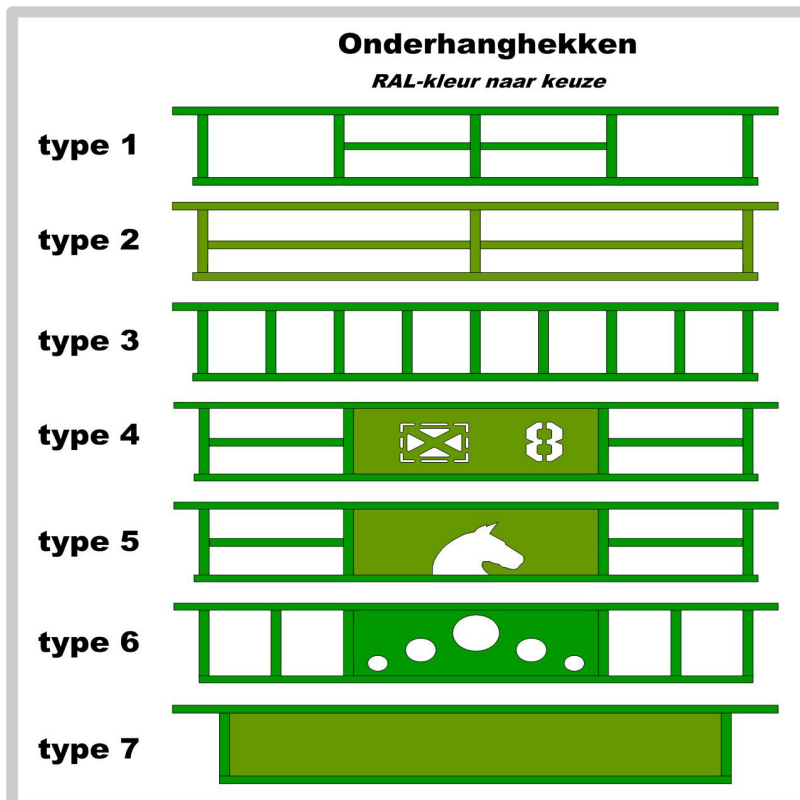 Onderhanghekken
RAL-kleur naar keuze
type 1
type 2
type 3
type 4
8
type 5
type 6
type 7